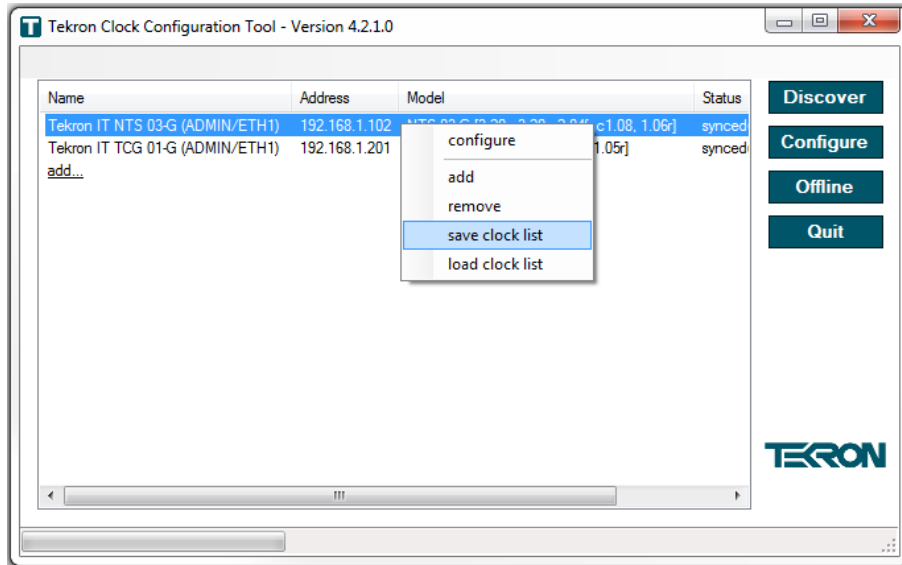 Tekron Clock Configuration Tool - Version 4.2.1.0
Name Address Model Status
Tekron IT NTS 03-G (ADMIN/ETH1) 192.168.1.102 c1.08, 1.06r] synced
Tekron IT TCG 01-G (ADMIN/ETH1) 192.168.1.201 1.05r] synced
add...
configure
add
remove
save clock list
load clock list
Discover
Configure
Offline
Quit
TEKRON